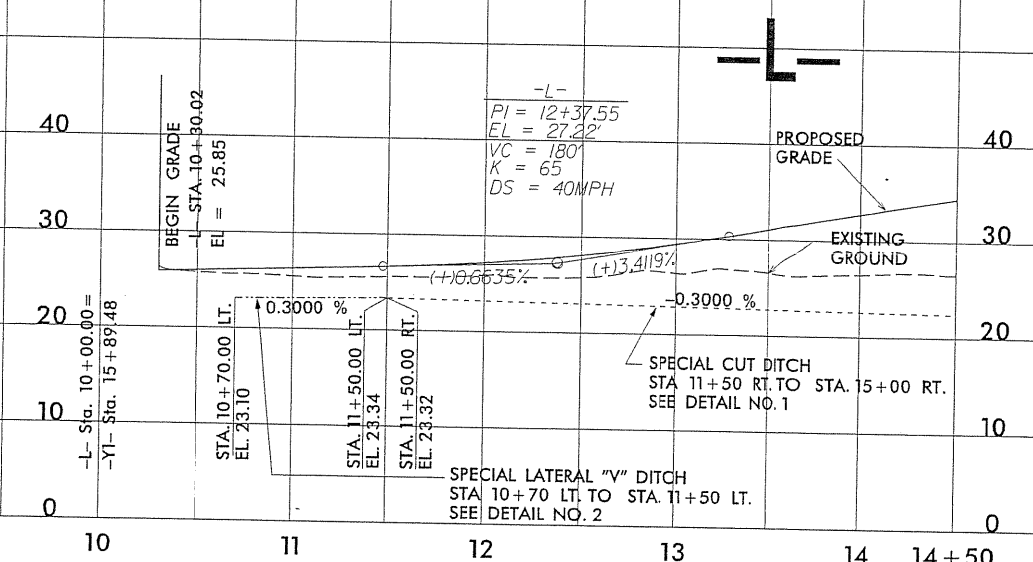 -L-
40
30
20
10
0
BEGIN GRADE
-L- STA. 10+30.02
EL = 25.85
-L-
PI = 12+37.55
EL = 27.22'
VC = 180'
K = 65
DS = 40MPH
PROPOSED
GRADE
40
EXISTING
GROUND
30
(+)0.6635%
(+)3.4119%
0.3000 %
-0.3000 %
20
-L- Sta. 10+00.00 =
-Y1- Sta. 15+89.48
STA. 10+70.00 LT.
EL. 23.10
STA. 11+50.00 LT.
EL. 23.34
STA. 11+50.00 RT.
EL. 23.32
SPECIAL CUT DITCH
STA 11+50 RT. TO STA. 15+00 RT.
SEE DETAIL NO. 1
10
SPECIAL LATERAL "V" DITCH
STA 10+70 LT. TO STA. 11+50 LT.
SEE DETAIL NO. 2
0
10 11 12 13 14 14+50